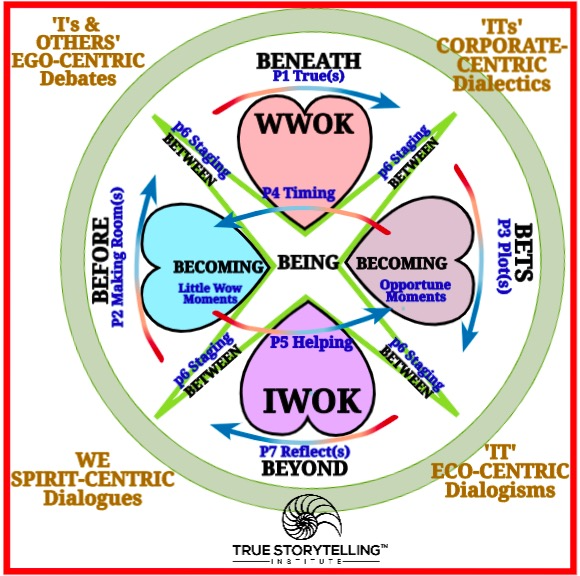 'I's &
OTHERS'
EGO-CENTRIC
Debates
'ITs'
CORPORATE-
CENTRIC
Dialectics
BENEATH
P1 True(s)
WWOK
p6 Staging
BETWEEN
p6 Staging
BETWEEN
P4 Timing
BEFORE
P2 Making Room(s)
BECOMING
Little Wow
Moments
BEING
BECOMING
Opportune
Moments
BETS
P3 Plot(s)
P5 Helping
p6 Staging
BETWEEN
p6 Staging
BETWEEN
IWOK
P7 Reflect(s)
BEYOND
WE
SPIRIT-CENTRIC
Dialogues
'IT'
ECO-CENTRIC
Dialogisms
TRUE STORYTELLING™
INSTITUTE